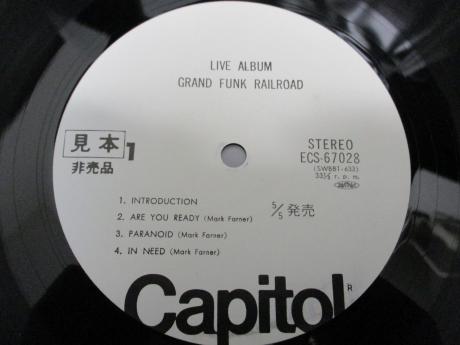 LIVE ALBUM
GRAND FUNK RAILROAD
見本 1
非売品
STEREO
ECS-67028
(SWBB1-633)
33⅓ r. p. m.
1. INTRODUCTION
2. ARE YOU READY (Mark Farner)
3. PARANOID (Mark Farner)
4. IN NEED (Mark Farner)
5/5 発売
Capitol
R